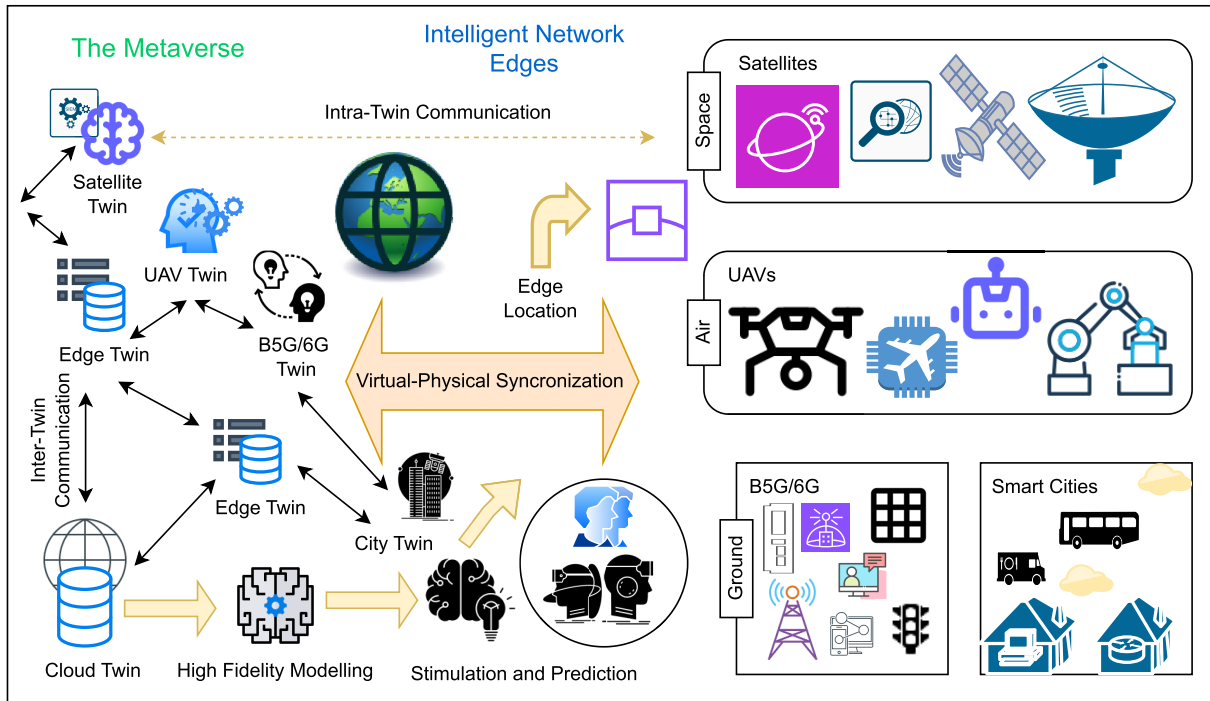 The Metaverse
Intelligent Network
Edges
Intra-Twin Communication
Satellite
Twin
UAV Twin
Edge Twin
B5G/6G
Twin
Edge
Location
Virtual-Physical Syncronization
Inter-Twin
Communication
Edge Twin
City Twin
Cloud Twin
High Fidelity Modelling
Stimulation and Prediction
Space
Satellites
Air
UAVs
Ground
B5G/6G
Smart Cities